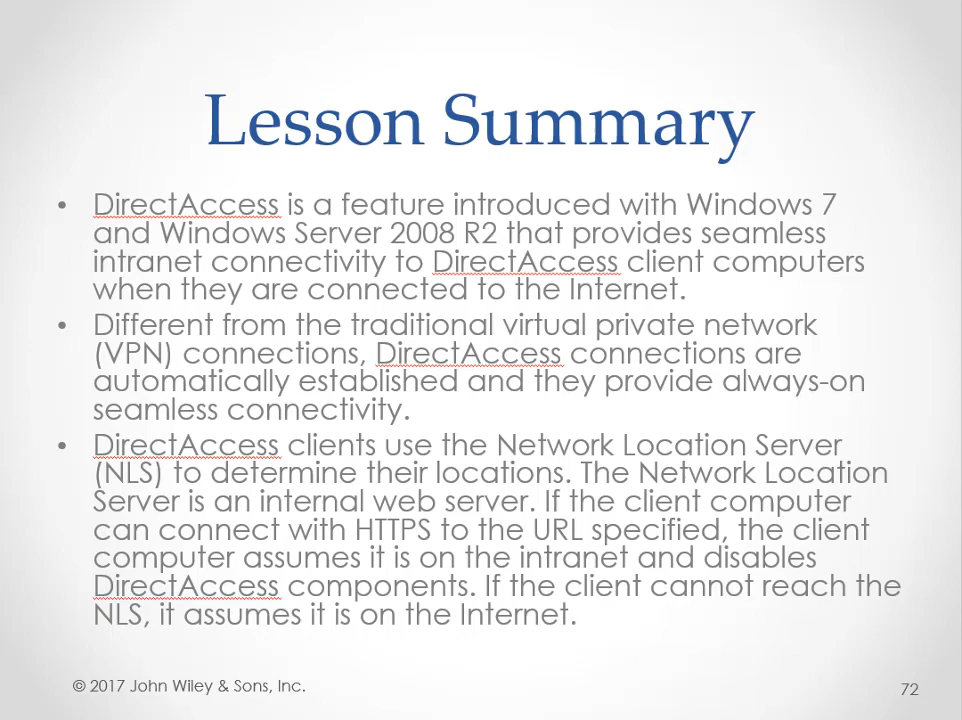 Lesson Summary
• DirectAccess is a feature introduced with Windows 7
and Windows Server 2008 R2 that provides seamless
intranet connectivity to DirectAccess client computers
when they are connected to the Internet.
• Different from the traditional virtual private network
(VPN) connections, DirectAccess connections are
automatically established and they provide always-on
seamless connectivity.
• DirectAccess clients use the Network Location Server
(NLS) to determine their locations. The Network Location
Server is an internal web server. If the client computer
can connect with HTTPS to the URL specified, the client
computer assumes it is on the intranet and disables
DirectAccess components. If the client cannot reach the
NLS, it assumes it is on the Internet.
© 2017 John Wiley & Sons, Inc.
72